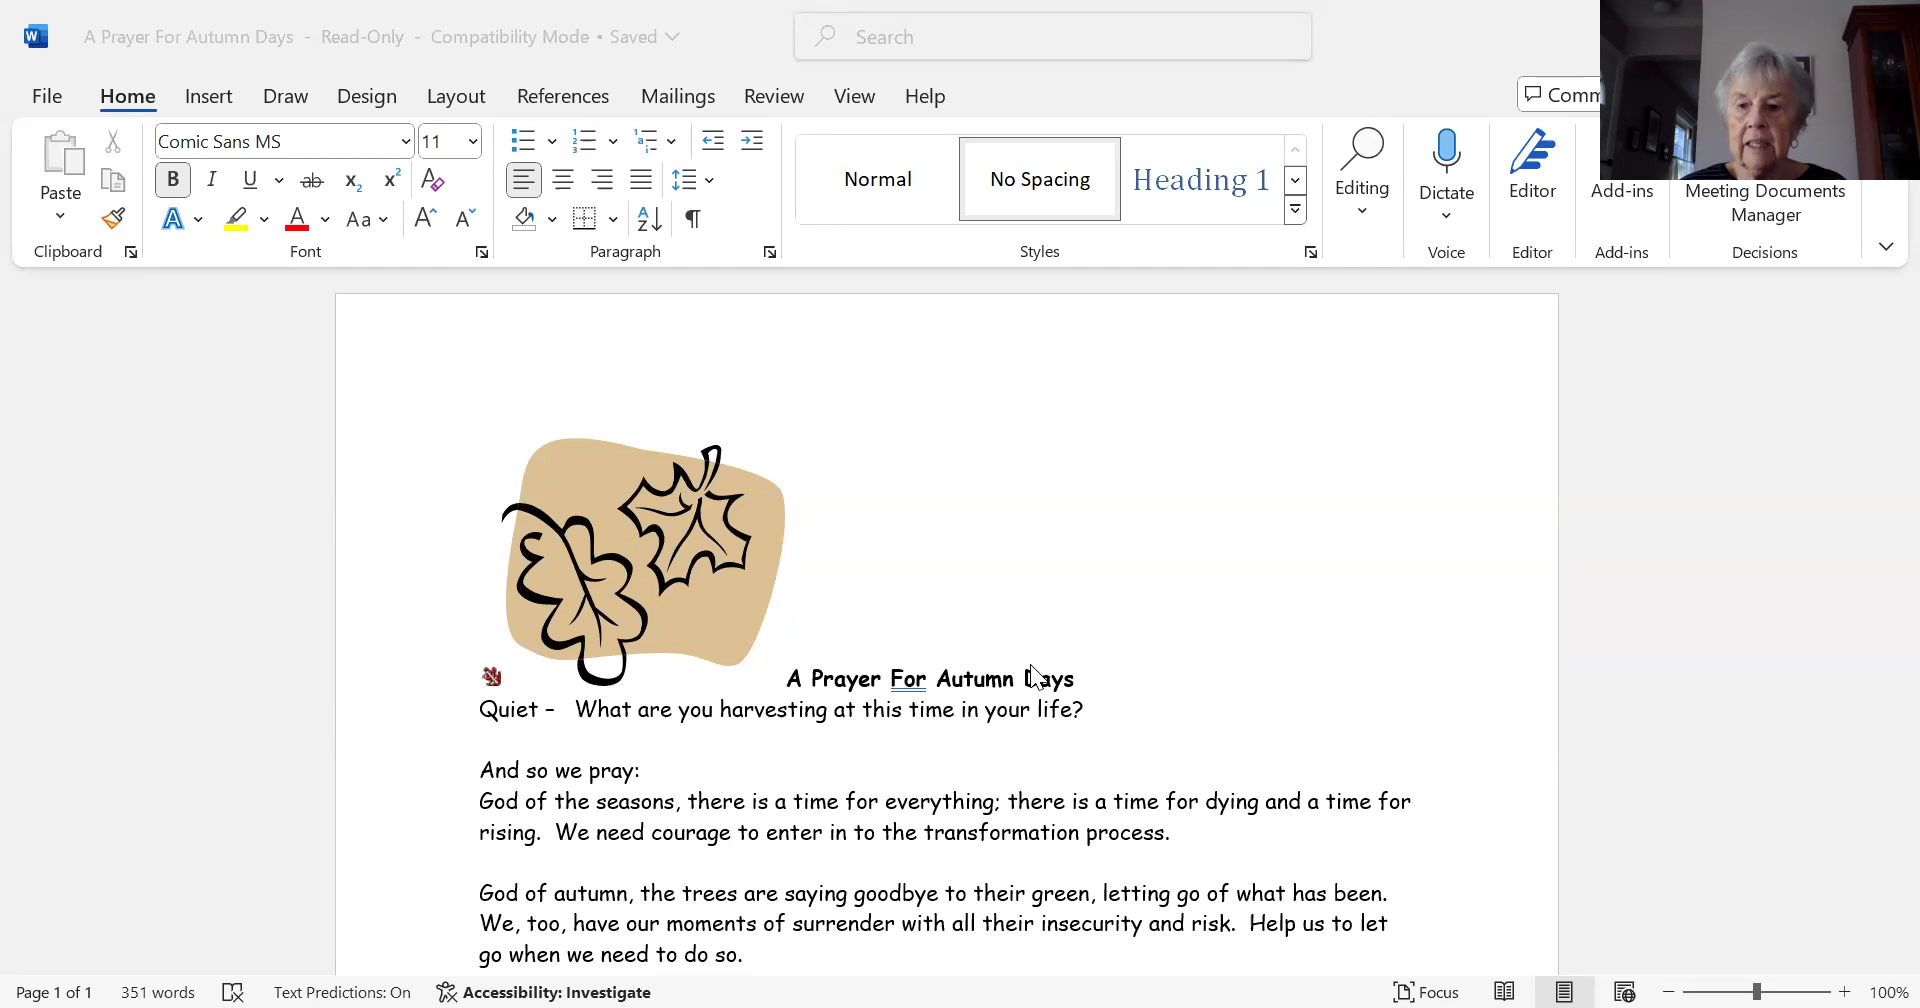 A Prayer For Autumn Days - Read-Only - Compatibility Mode • Saved
Search
File Home Insert Draw Design Layout References Mailings Review View Help
Comm
Paste
Clipboard
Comic Sans MS 11
Font
Paragraph
Normal
No Spacing
Heading 1
Styles
Editing
Dictate
Voice
Editor
Editor
Add-ins
Add-ins
Meeting Documents
Manager
Decisions
A Prayer For Autumn Days
Quiet – What are you harvesting at this time in your life?
And so we pray:
God of the seasons, there is a time for everything; there is a time for dying and a time for
rising. We need courage to enter in to the transformation process.
God of autumn, the trees are saying goodbye to their green, letting go of what has been.
We, too, have our moments of surrender with all their insecurity and risk. Help us to let
go when we need to do so.
Page 1 of 1 351 words Text Predictions: On Accessibility: Investigate Focus 100%